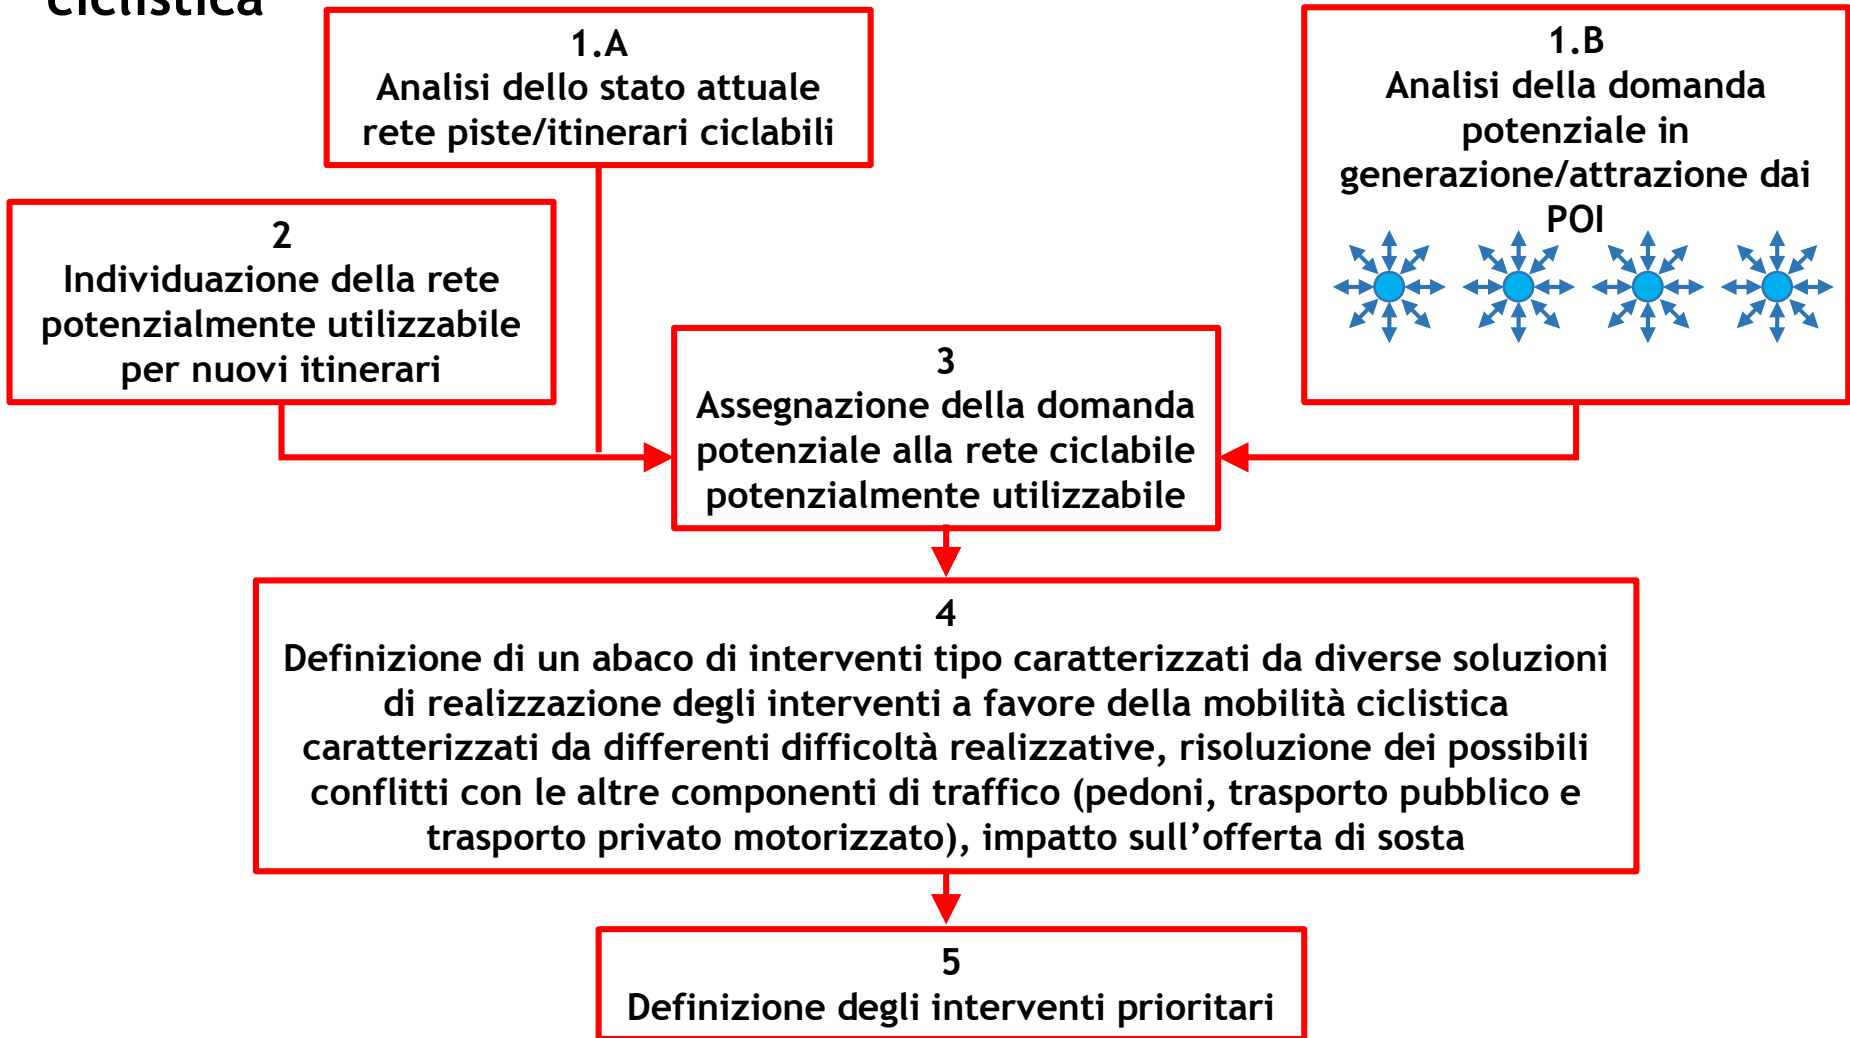 ciclistica
1.A
Analisi dello stato attuale
rete piste/itinerari ciclabili
1.B
Analisi della domanda
potenziale in
generazione/attrazione dai
POI
2
Individuazione della rete
potenzialmente utilizzabile
per nuovi itinerari
3
Assegnazione della domanda
potenziale alla rete ciclabile
potenzialmente utilizzabile
4
Definizione di un abaco di interventi tipo caratterizzati da diverse soluzioni
di realizzazione degli interventi a favore della mobilità ciclistica
caratterizzati da differenti difficoltà realizzative, risoluzione dei possibili
conflitti con le altre componenti di traffico (pedoni, trasporto pubblico e
trasporto privato motorizzato), impatto sull’offerta di sosta
5
Definizione degli interventi prioritari